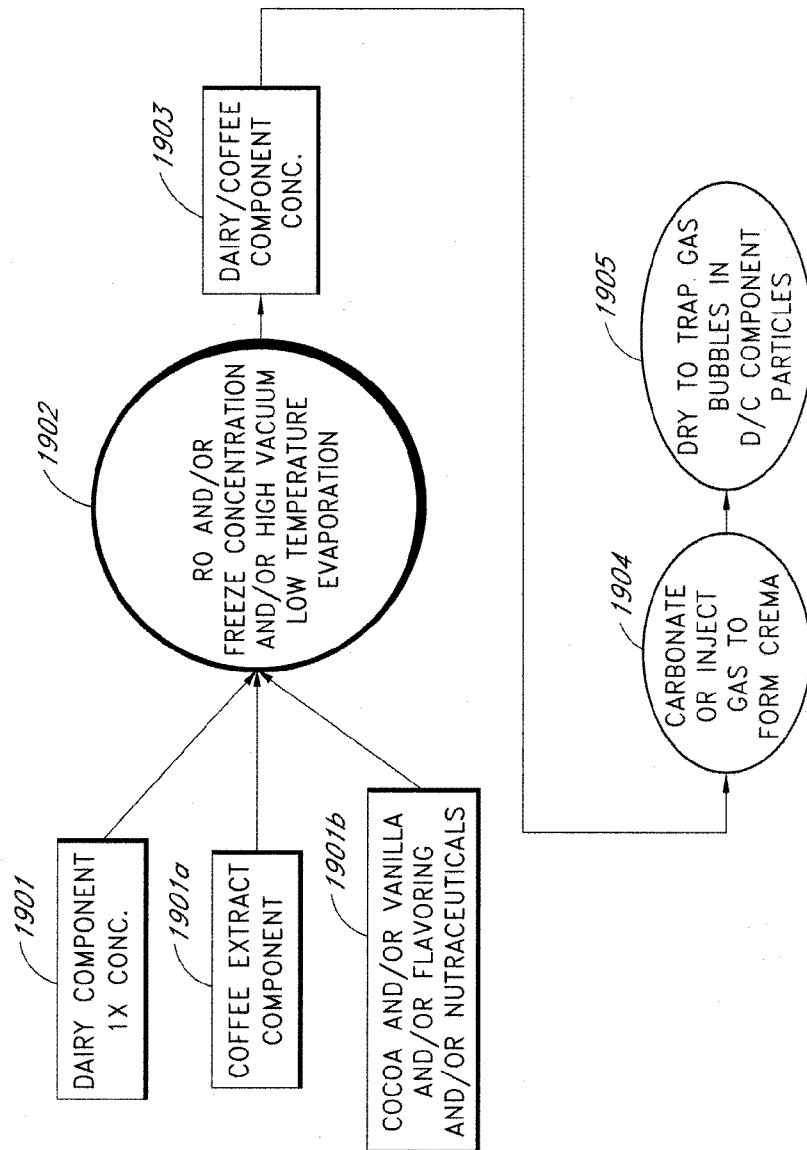 1901
DAIRY COMPONENT
1X CONC.
1901a
COFFEE EXTRACT
COMPONENT
1901b
COCOA AND/OR VANILLA
AND/OR FLAVORING
AND/OR NUTRACEUTICALS
1902
RO AND/OR
FREEZE CONCENTRATION
AND/OR HIGH VACUUM
LOW TEMPERATURE
EVAPORATION
1903
DAIRY/COFFEE
COMPONENT
CONC.
1904
CARBONATE
OR INJECT
GAS TO
FORM CREMA
1905
DRY TO TRAP GAS
BUBBLES IN
D/C COMPONENT
PARTICLES